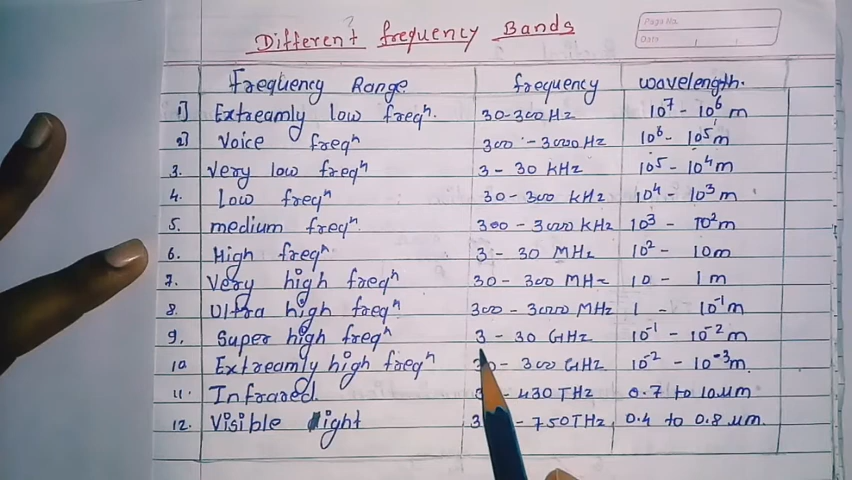 Different frequency Bands
Page No.
Date
Frequency Range frequency wavelength.
1) Extreamly low freqⁿ. 30-300 Hz 10⁷ - 10⁶ m
2) Voice freqⁿ 300 - 3000 Hz 10⁶ - 10⁵ m
3. Very low freqⁿ 3 - 30 KHz 10⁵ - 10⁴ m
4. Low freqⁿ 30 - 300 KHz 10⁴ - 10³ m
5. medium freqⁿ. 300 - 3000 KHz 10³ - 10² m
6. High freqⁿ. 3 - 30 MHz 10² - 10m
7. Very high freqⁿ 30 - 300 MHz 10 - 1 m
8. Ultra high freqⁿ. 300 - 3000 MHz 1 - 10⁻¹ m
9. Super high freqⁿ 3 - 30 GHz 10⁻¹ - 10⁻² m
10 Extreamly high freqⁿ 30 - 300 GHz 10⁻² - 10⁻³ m.
11. Infrared. - 430 THz 0.7 to 10 μm
12. Visible light - 750 THz 0.4 to 0.8 μm.